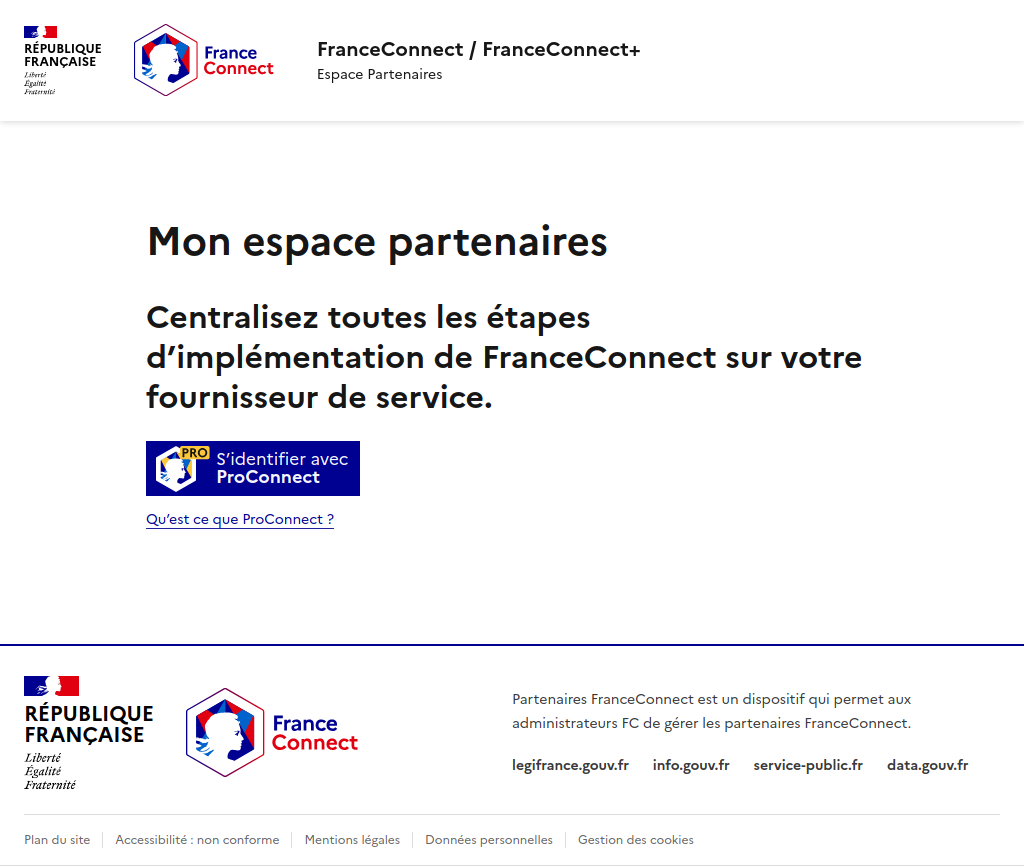 RÉPUBLIQUE
FRANÇAISE
Liberté
Égalité
Fraternité
France
Connect
FranceConnect / FranceConnect+
Espace Partenaires
Mon espace partenaires
Centralisez toutes les étapes
d’implémentation de FranceConnect sur votre
fournisseur de service.
PRO
S’identifier avec
ProConnect
Qu’est ce que ProConnect ?
RÉPUBLIQUE
FRANÇAISE
Liberté
Égalité
Fraternité
France
Connect
Partenaires FranceConnect est un dispositif qui permet aux
administrateurs FC de gérer les partenaires FranceConnect.
legifrance.gouv.fr info.gouv.fr service-public.fr data.gouv.fr
Plan du site Accessibilité : non conforme Mentions légales Données personnelles Gestion des cookies